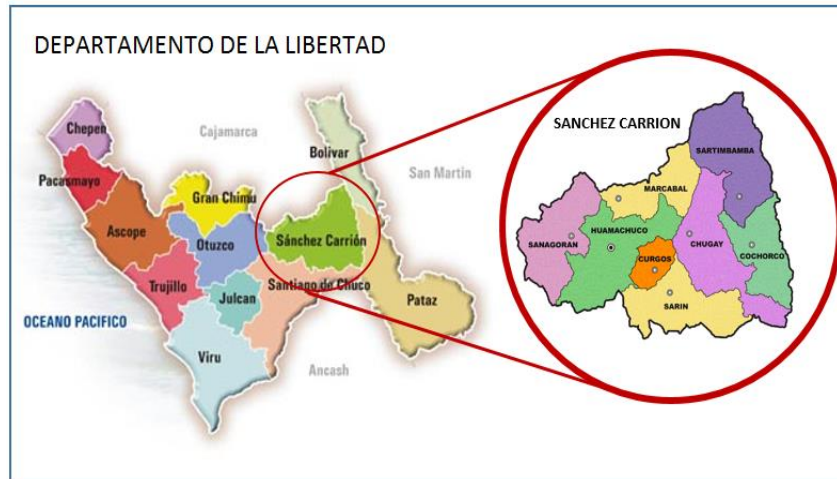 DEPARTAMENTO DE LA LIBERTAD
Chepen
Cajamarca
Bolivar
San Martin
Pacasmayo
Gran Chimu
Ascope
Otuzco
Sánchez Carrión
Trujillo
Julcan
Santiago de Chuco
Pataz
OCEANO PACIFICO
Viru
Ancash
SANCHEZ CARRION
SARTIMBAMBA
MARCABAL
SANAGORAN
HUAMACHUCO
CHUGAY
CURGOS
COCHORCO
SARIN